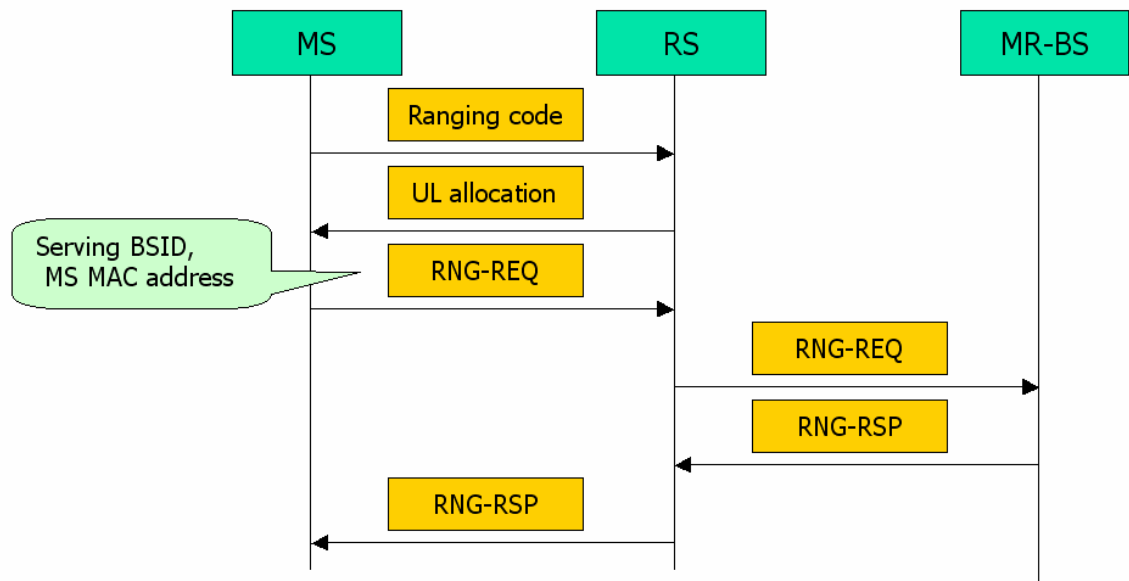 MS
RS
MR-BS
Ranging code
UL allocation
Serving BSID,
MS MAC address
RNG-REQ
RNG-REQ
RNG-RSP
RNG-RSP